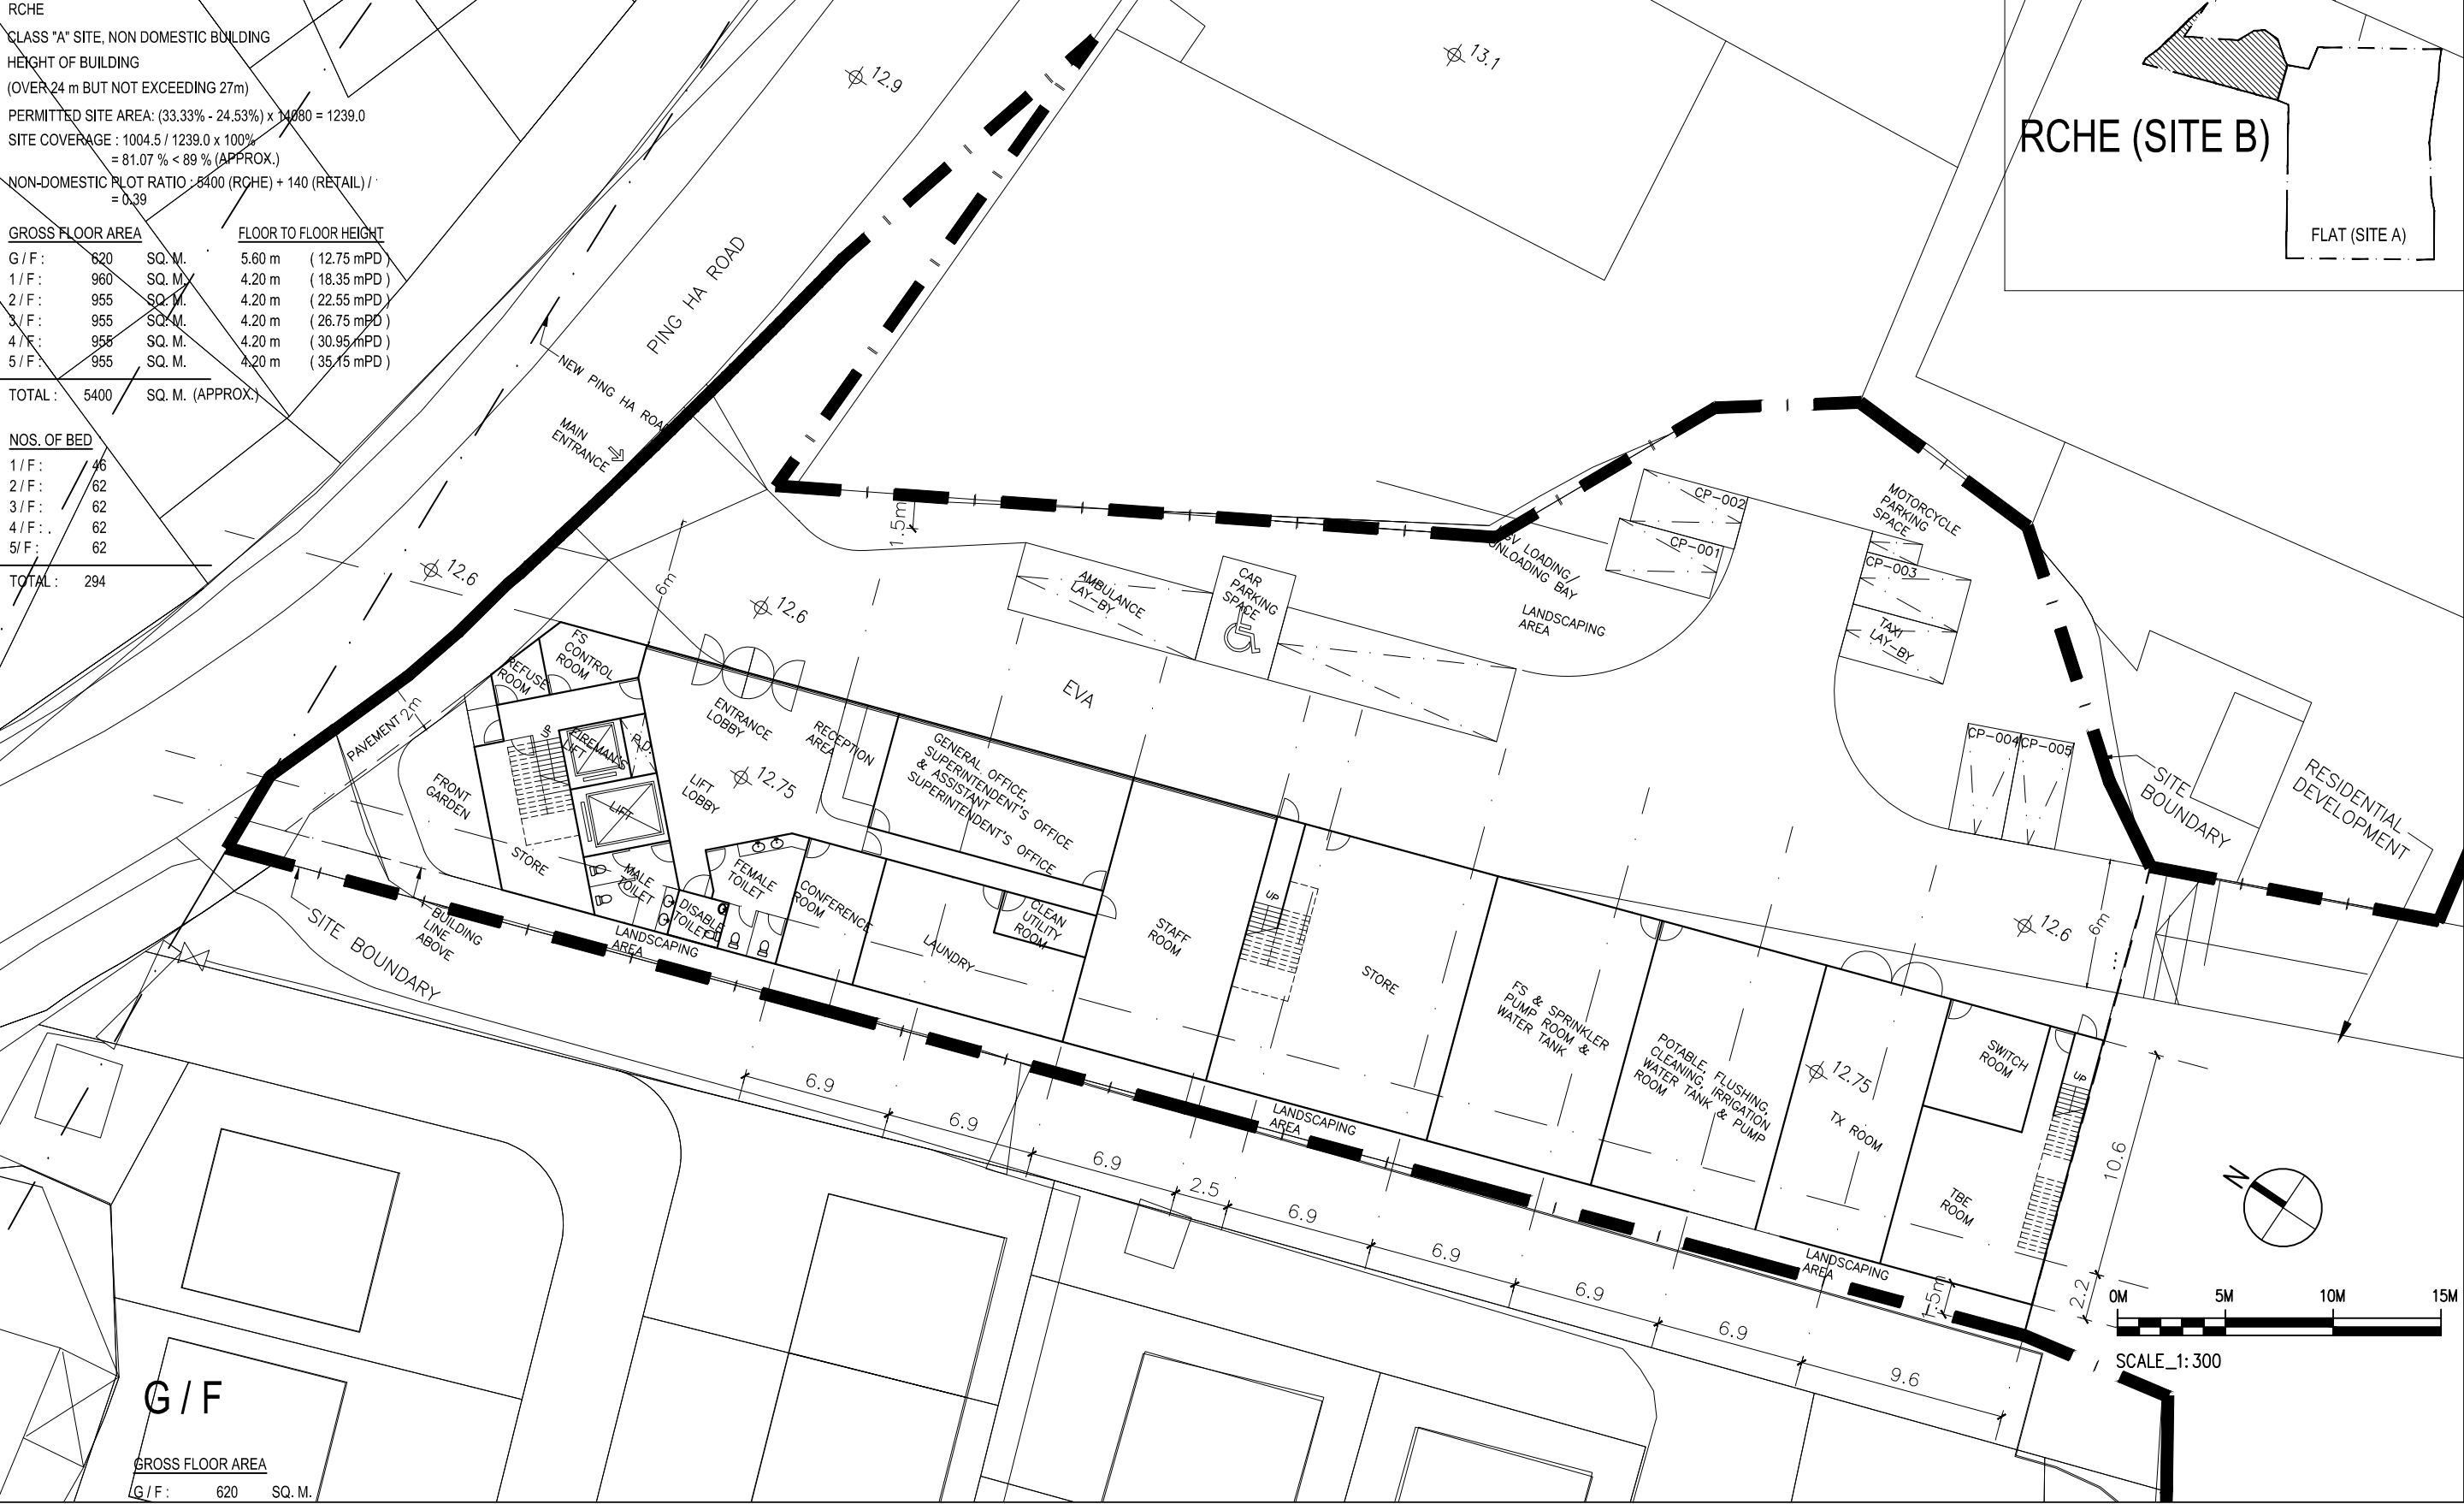 RCHE
CLASS "A" SITE, NON DOMESTIC BUILDING
HEIGHT OF BUILDING
(OVER 24 m BUT NOT EXCEEDING 27m)
PERMITTED SITE AREA: (33.33% - 24.53%) x 14080 = 1239.0
SITE COVERAGE : 1004.5 / 1239.0 x 100%
= 81.07 % < 89 % (APPROX.)
NON-DOMESTIC PLOT RATIO : 5400 (RCHE) + 140 (RETAIL) /
= 0.39
GROSS FLOOR AREA FLOOR TO FLOOR HEIGHT
G / F : 620 SQ. M. 5.60 m ( 12.75 mPD )
1 / F : 960 SQ. M. 4.20 m ( 18.35 mPD )
2 / F : 955 SQ. M. 4.20 m ( 22.55 mPD )
3 / F : 955 SQ. M. 4.20 m ( 26.75 mPD )
4 / F : 955 SQ. M. 4.20 m ( 30.95 mPD )
5 / F : 955 SQ. M. 4.20 m ( 35.15 mPD )
TOTAL : 5400 SQ. M. (APPROX.)
NOS. OF BED
1 / F : 46
2 / F : 62
3 / F : 62
4 / F : . 62
5/ F : 62
TOTAL : 294
RCHE (SITE B)
FLAT (SITE A)
12.9
13.1
PING HA ROAD
NEW PING HA ROAD
MAIN
ENTRANCE
1.5m
12.6
6m
12.6
AMBULANCE
LAY-BY
CAR
PARKING
SPACE
LOADING/
UNLOADING BAY
LANDSCAPING
AREA
CP-002
CP-001
MOTORCYCLE
PARKING
SPACE
CP-003
TAXI
LAY-BY
CP-004
CP-005
SITE
BOUNDARY
RESIDENTIAL
DEVELOPMENT
EVA
PAVEMENT
2m
FRONT
GARDEN
REFUSE
ROOM
FS
CONTROL
ROOM
UP
FIREMAN'S
LIFT
P.D.
LIFT
STORE
ENTRANCE
LOBBY
RECEPTION
AREA
LIFT
LOBBY
12.75
GENERAL OFFICE,
SUPERINTENDENT'S OFFICE
& ASSISTANT
SUPERINTENDENT'S OFFICE
MALE
TOILET
DISABLE
TOILET
FEMALE
TOILET
CONFERENCE
ROOM
LAUNDRY
CLEAN
UTILITY
ROOM
STAFF
ROOM
UP
STORE
FS & SPRINKLER
PUMP ROOM &
WATER TANK
POTABLE, FLUSHING,
CLEANING, IRRIGATION
WATER TANK & PUMP
ROOM
12.75
TX ROOM
SWITCH
ROOM
TBE
ROOM
UP
12.6
6m
SITE BOUNDARY
BUILDING
LINE
ABOVE
LANDSCAPING
AREA
LANDSCAPING
AREA
LANDSCAPING
AREA
1.5m
6.9
6.9
6.9
2.5
6.9
6.9
6.9
6.9
9.6
10.6
2.2
N
0M 5M 10M 15M
SCALE_1:300
G / F
GROSS FLOOR AREA
G / F : 620 SQ. M.